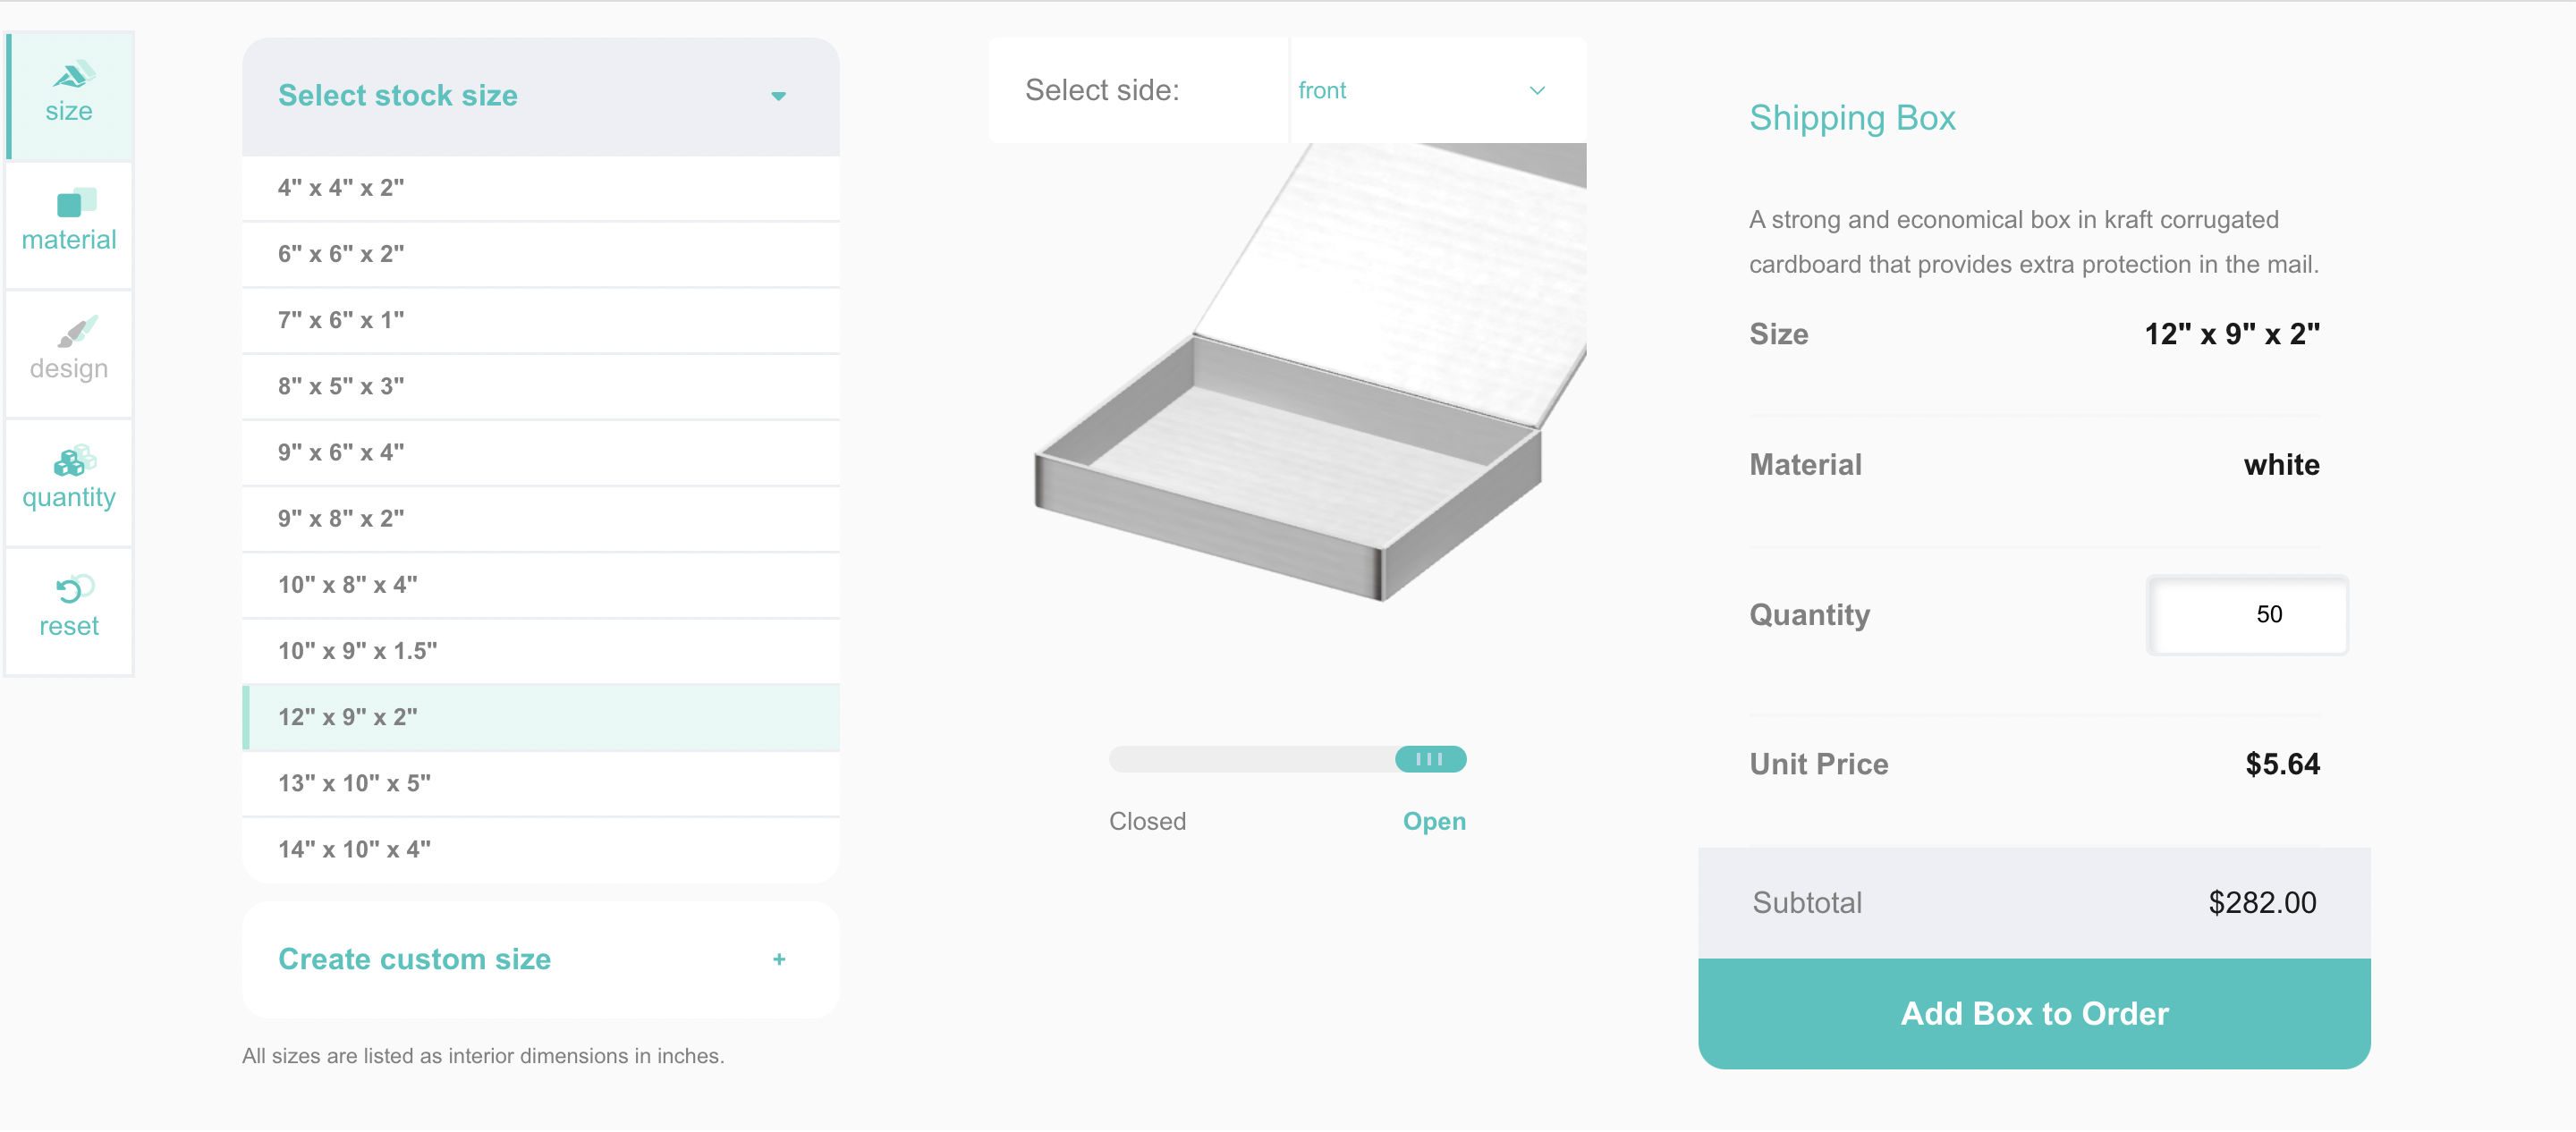 size
material
design
quantity
reset
Select stock size
4" x 4" x 2"
6" x 6" x 2"
7" x 6" x 1"
8" x 5" x 3"
9" x 6" x 4"
9" x 8" x 2"
10" x 8" x 4"
10" x 9" x 1.5"
12" x 9" x 2"
13" x 10" x 5"
14" x 10" x 4"
Create custom size +
All sizes are listed as interior dimensions in inches.
Select side: front
Closed Open
Shipping Box
A strong and economical box in kraft corrugated
cardboard that provides extra protection in the mail.
Size 12" x 9" x 2"
Material white
Quantity 50
Unit Price $5.64
Subtotal $282.00
Add Box to Order